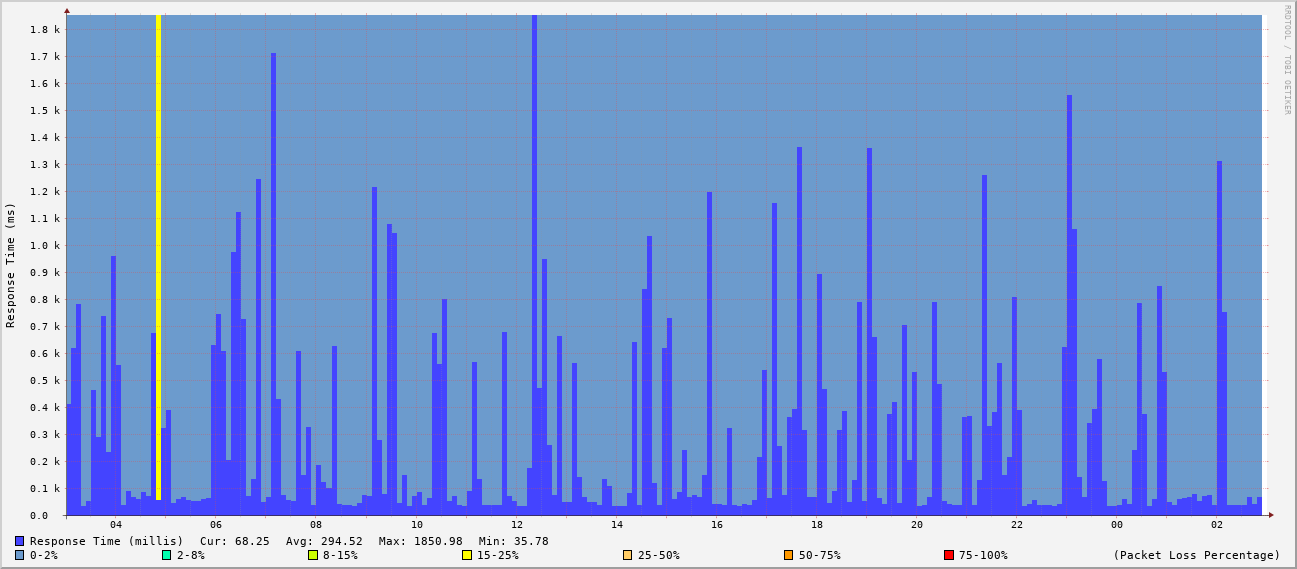 RRDTOOL / TOBI OETIKER
Response Time (ms)
1.8 k
1.7 k
1.6 k
1.5 k
1.4 k
1.3 k
1.2 k
1.1 k
1.0 k
0.9 k
0.8 k
0.7 k
0.6 k
0.5 k
0.4 k
0.3 k
0.2 k
0.1 k
0.0
04 06 08 10 12 14 16 18 20 22 00 02
Response Time (millis) Cur: 68.25 Avg: 294.52 Max: 1850.98 Min: 35.78
0-2% 2-8% 8-15% 15-25% 25-50% 50-75% 75-100% (Packet Loss Percentage)